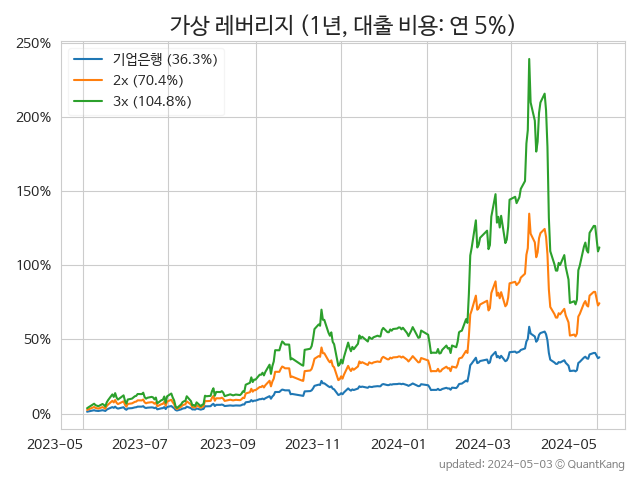 가상 레버리지 (1년, 대출 비용: 연 5%)
250%
200%
150%
100%
50%
0%
기업은행 (36.3%)
2x (70.4%)
3x (104.8%)
2023-05 2023-07 2023-09 2023-11 2024-01 2024-03 2024-05
updated: 2024-05-03 © QuantKang